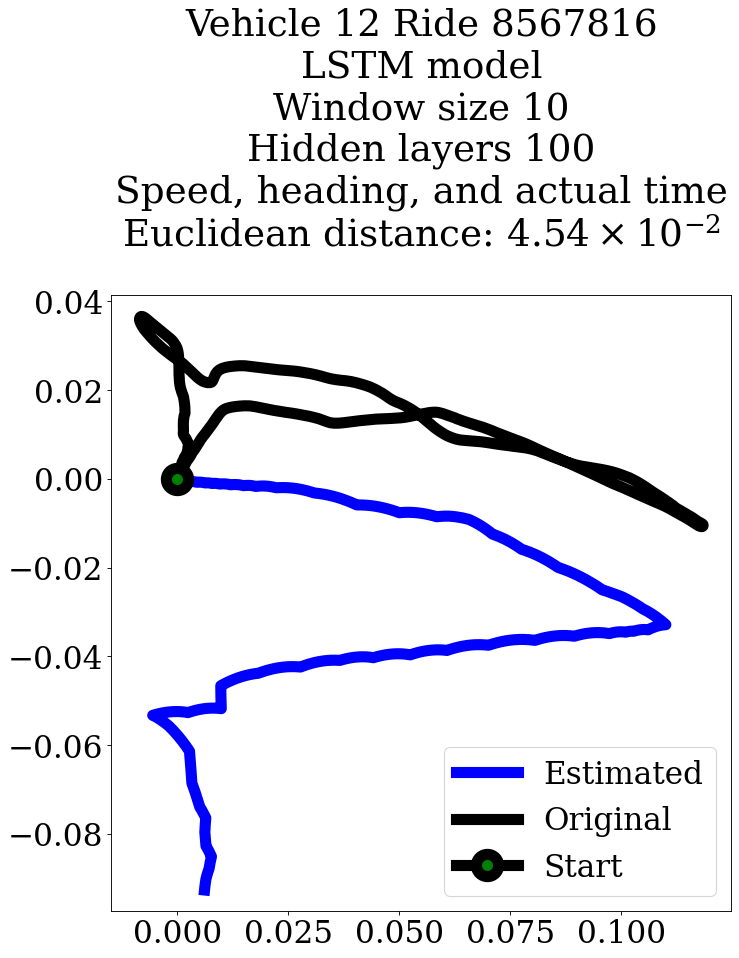 Vehicle 12 Ride 8567816
LSTM model
Window size 10
Hidden layers 100
Speed, heading, and actual time
Euclidean distance: 4.54 × 10⁻²
0.04
0.02
0.00
−0.02
−0.04
−0.06
−0.08
Estimated
Original
Start
0.000 0.025 0.050 0.075 0.100